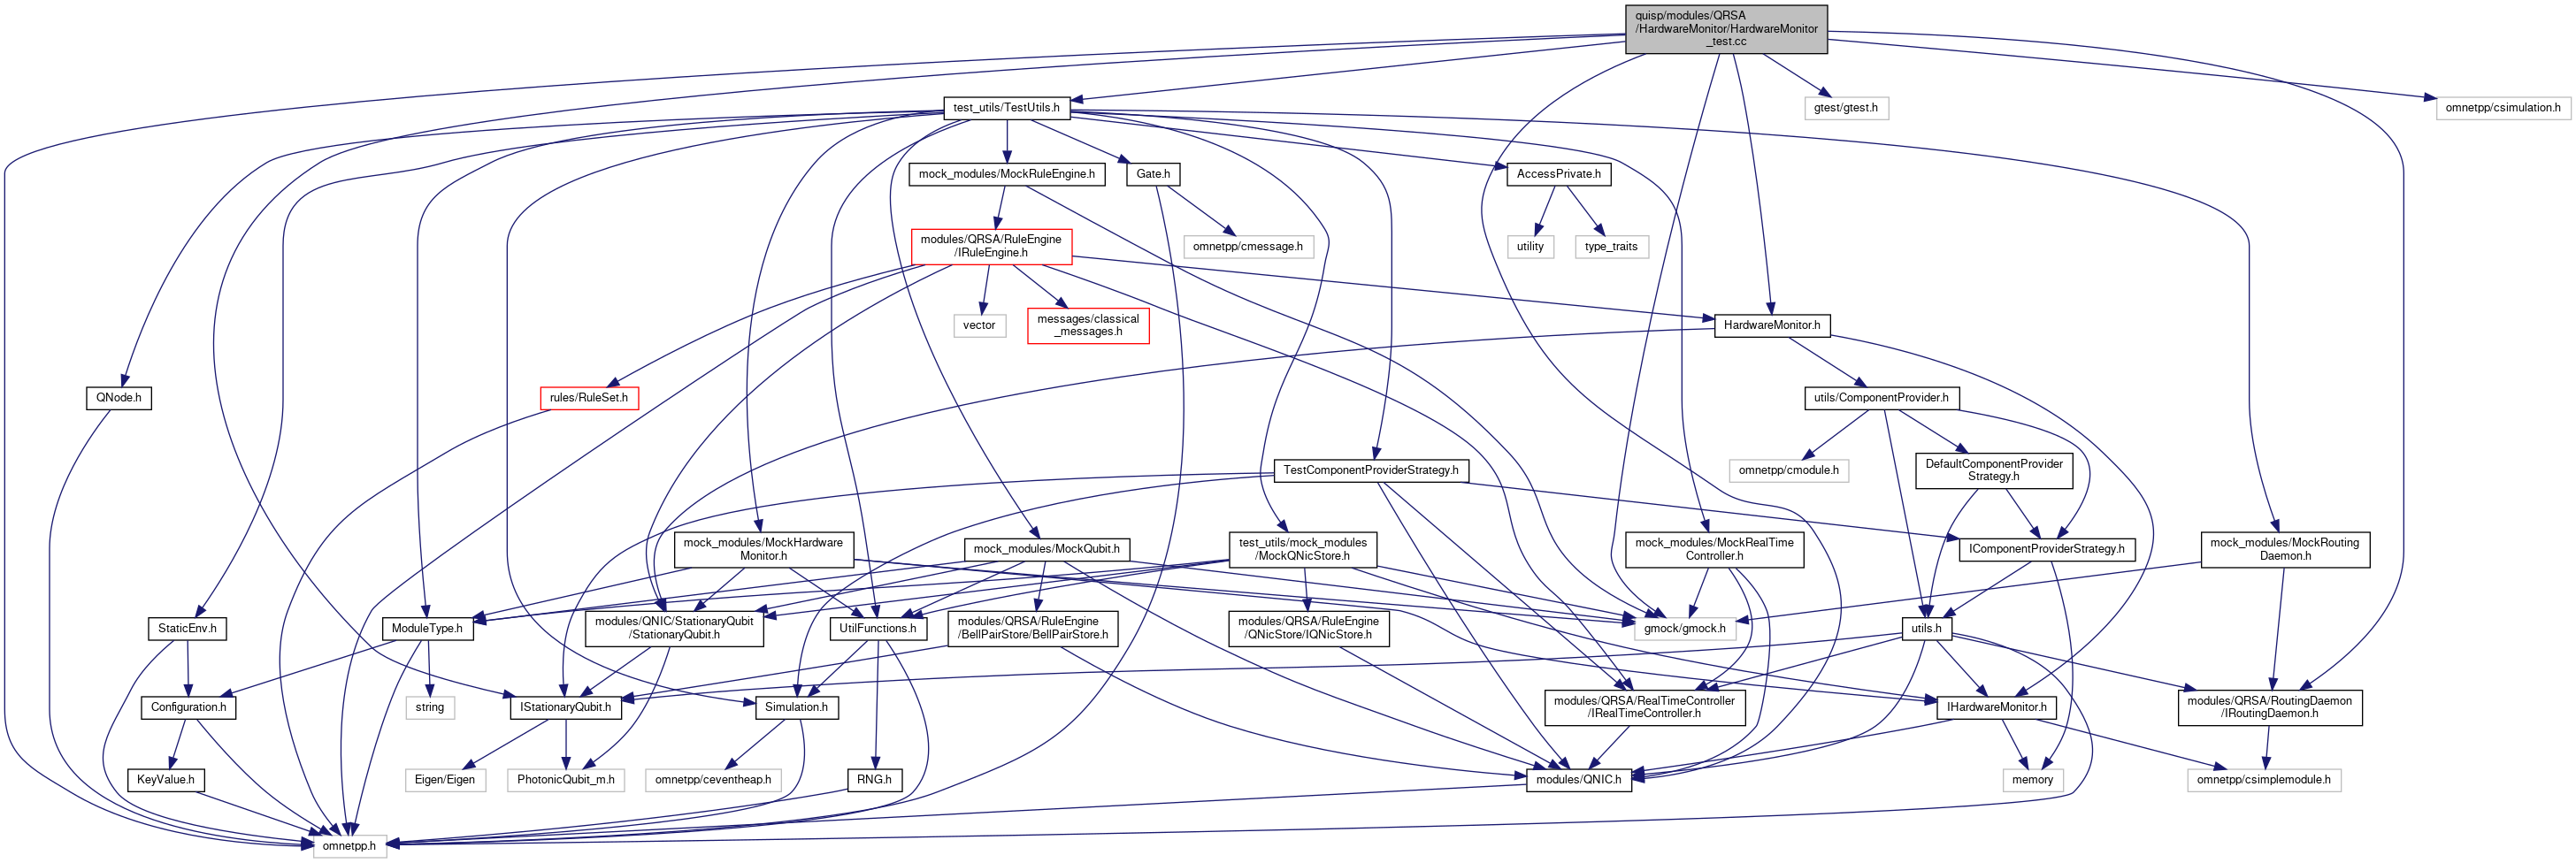 quisp/modules/QRSA
/HardwareMonitor/HardwareMonitor
_test.cc
test_utils/TestUtils.h
gtest/gtest.h
omnetpp/csimulation.h
mock_modules/MockRuleEngine.h
Gate.h
AccessPrivate.h
modules/QRSA/RuleEngine
/IRuleEngine.h
omnetpp/cmessage.h
utility
type_traits
vector
messages/classical
_messages.h
HardwareMonitor.h
QNode.h
rules/RuleSet.h
utils/ComponentProvider.h
TestComponentProviderStrategy.h
omnetpp/cmodule.h
DefaultComponentProvider
Strategy.h
mock_modules/MockHardware
Monitor.h
mock_modules/MockQubit.h
test_utils/mock_modules
/MockQNicStore.h
mock_modules/MockRealTime
Controller.h
IComponentProviderStrategy.h
mock_modules/MockRouting
Daemon.h
StaticEnv.h
ModuleType.h
modules/QNIC/StationaryQubit
/StationaryQubit.h
UtilFunctions.h
modules/QRSA/RuleEngine
/BellPairStore/BellPairStore.h
modules/QRSA/RuleEngine
/QNicStore/IQNicStore.h
gmock/gmock.h
utils.h
Configuration.h
string
IStationaryQubit.h
Simulation.h
modules/QRSA/RealTimeController
/IRealTimeController.h
IHardwareMonitor.h
modules/QRSA/RoutingDaemon
/IRoutingDaemon.h
KeyValue.h
Eigen/Eigen
PhotonicQubit_m.h
omnetpp/ceventheap.h
RNG.h
modules/QNIC.h
memory
omnetpp/csimplemodule.h
omnetpp.h